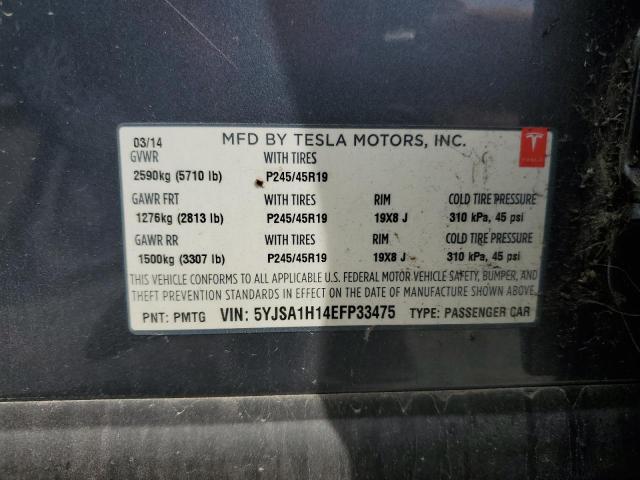 03/14 MFD BY TESLA MOTORS, INC.
GVWR WITH TIRES
2590kg (5710 lb) P245/45R19
TESLA
GAWR FRT WITH TIRES RIM COLD TIRE PRESSURE
1276kg (2813 lb) P245/45R19 19X8 J 310 kPa, 45 psi
GAWR RR WITH TIRES RIM COLD TIRE PRESSURE
1500kg (3307 lb) P245/45R19 19X8 J 310 kPa, 45 psi
THIS VEHICLE CONFORMS TO ALL APPLICABLE U.S. FEDERAL MOTOR VEHICLE SAFETY, BUMPER, AND
THEFT PREVENTION STANDARDS IN EFFECT ON THE DATE OF MANUFACTURE SHOWN ABOVE.
PNT: PMTG VIN: 5YJSA1H14EFP33475 TYPE: PASSENGER CAR